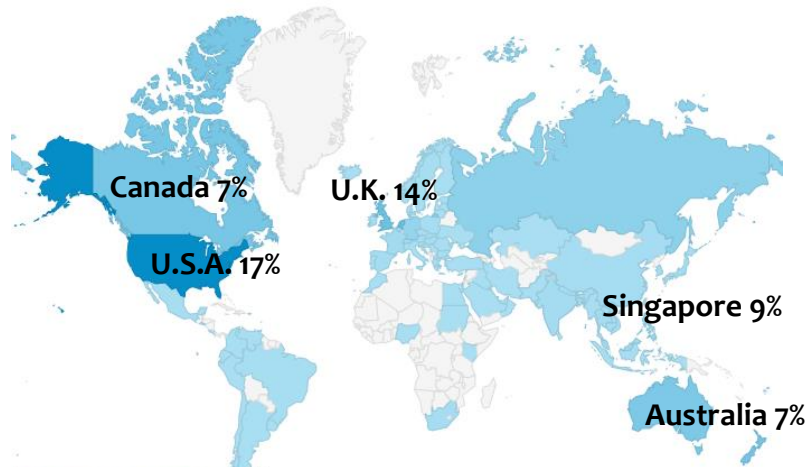 Canada 7%
U.K. 14%
U.S.A. 17%
Singapore 9%
Australia 7%